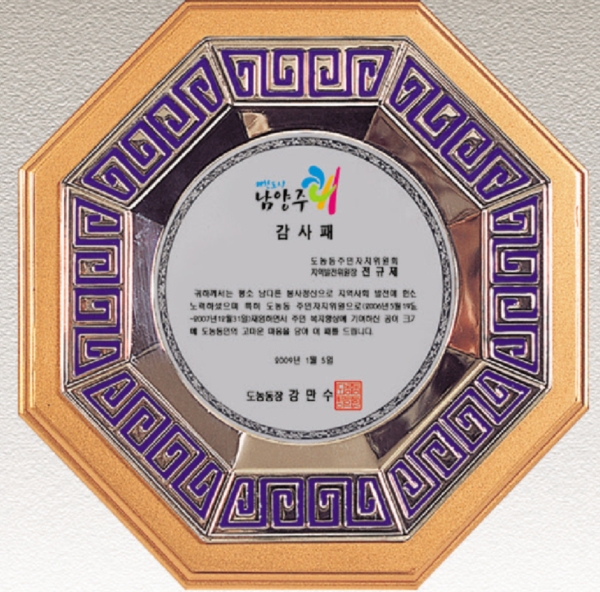 남양주
감사패
도농동주민자치위원회
지역발전위원장 전규재
귀하께서는 평소 남다른 봉사정신으로 지역사회 발전에 헌신
노력하셨으며 특히 도농동 주민자치위원으로(2006년5월19일
~2007년12월31일)재임하면서 주민 복지향상에 기여하신 공이 크기
에 도농동민의 고마운 마음을 담아 이 패를 드립니다.
2009년 1월 5일
도농동장 김만수